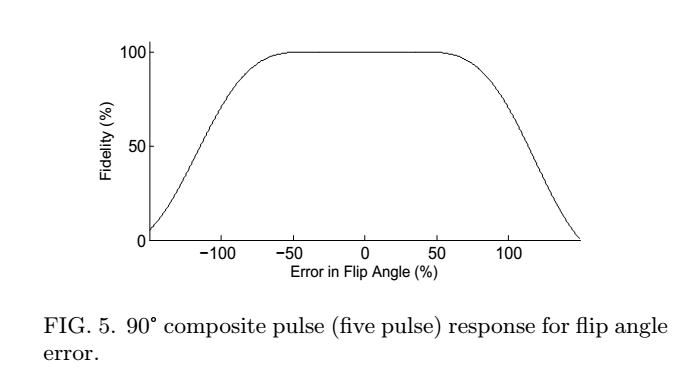 100
50
0
Fidelity (%)
−100 −50 0 50 100
Error in Flip Angle (%)
FIG. 5. 90° composite pulse (five pulse) response for flip angle
error.